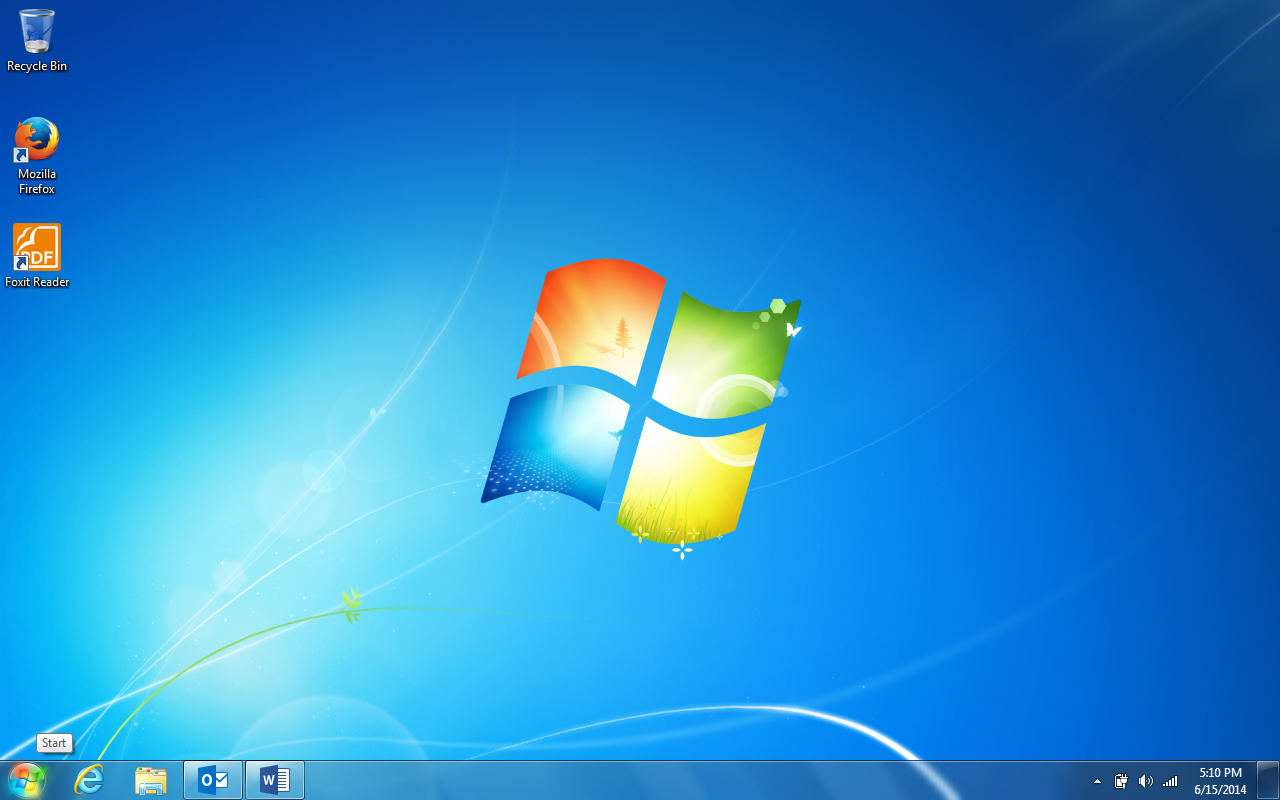 Recycle Bin
Mozilla
Firefox
PDF
Foxit Reader
Start
5:10 PM
6/15/2014